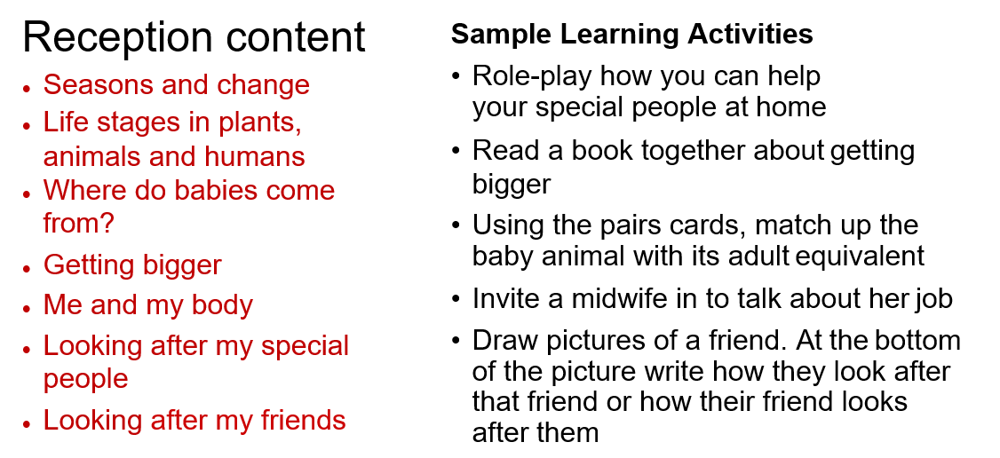 Reception content
• Seasons and change
• Life stages in plants,
animals and humans
• Where do babies come
from?
• Getting bigger
• Me and my body
• Looking after my special
people
• Looking after my friends
Sample Learning Activities
• Role-play how you can help
your special people at home
• Read a book together about getting
bigger
• Using the pairs cards, match up the
baby animal with its adult equivalent
• Invite a midwife in to talk about her job
• Draw pictures of a friend. At the bottom
of the picture write how they look after
that friend or how their friend looks
after them